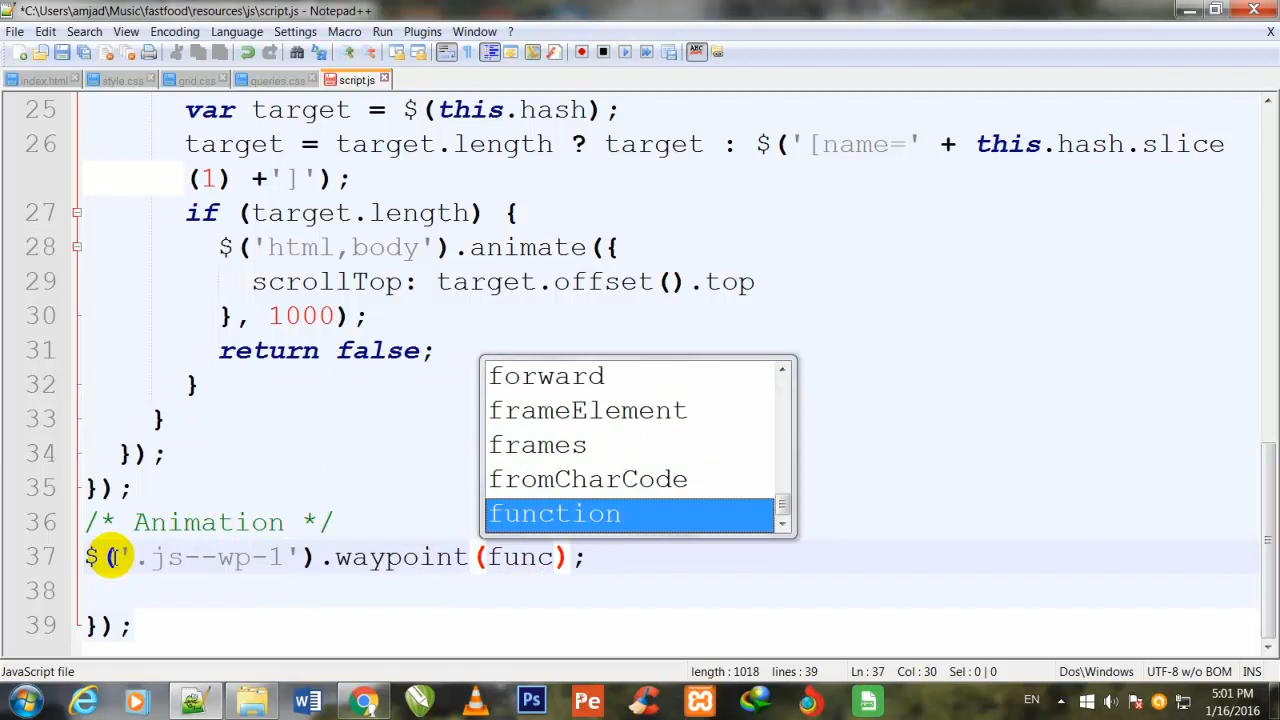 *C:\Users\amjad\Music\fastfood\resources\js\script.js - Notepad++
File Edit Search View Encoding Language Settings Macro Run Plugins Window ? X
index.html style.css grid.css queries.css script.js
25 var target = $(this.hash);
26 target = target.length ? target : $('[name=' + this.hash.slice
(1) +']');
27 if (target.length) {
28 $('html,body').animate({
29 scrollTop: target.offset().top
30 }, 1000);
31 return false;
32 }
33 }
34 });
35 });
36 /* Animation */
37 $('.js--wp-1').waypoint(func);
38
39 });
forward
frameElement
frames
fromCharCode
function
JavaScript file length : 1018 lines : 39 Ln : 37 Col : 30 Sel : 0 | 0 Dos\Windows UTF-8 w/o BOM INS
EN 5:01 PM
1/16/2016